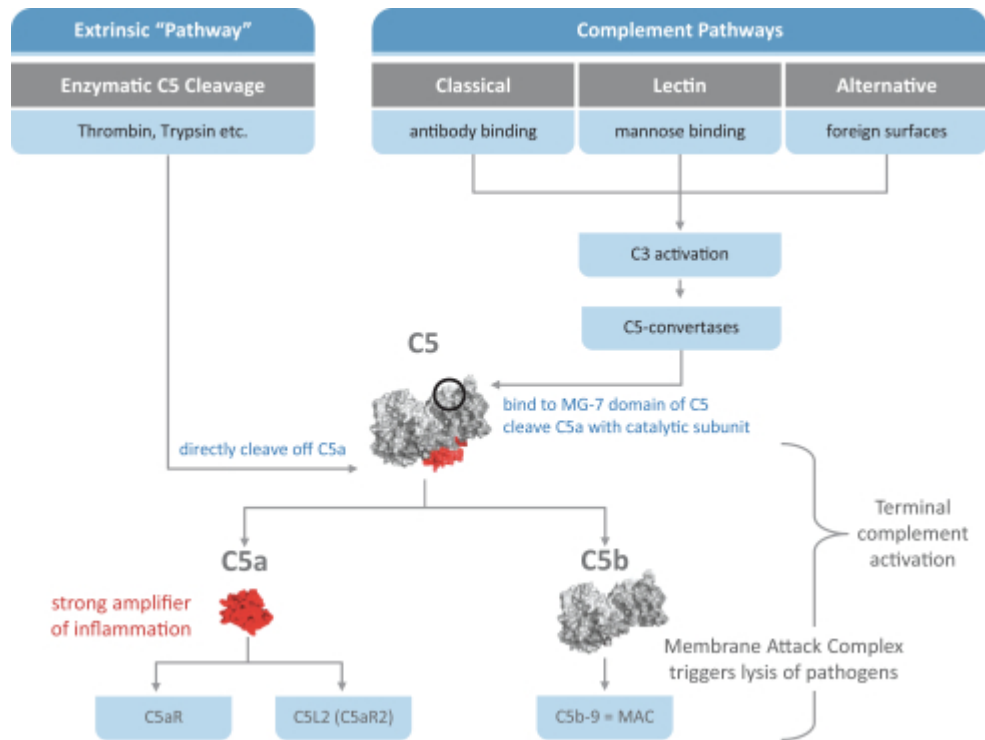 Extrinsic “Pathway”
Enzymatic C5 Cleavage
Thrombin, Trypsin etc.
Complement Pathways
Classical
Lectin
Alternative
antibody binding
mannose binding
foreign surfaces
C3 activation
C5-convertases
C5
bind to MG-7 domain of C5
cleave C5a with catalytic subunit
directly cleave off C5a
Terminal
complement
activation
C5a
strong amplifier
of inflammation
C5b
Membrane Attack Complex
triggers lysis of pathogens
C5aR
C5L2 (C5aR2)
C5b-9 = MAC